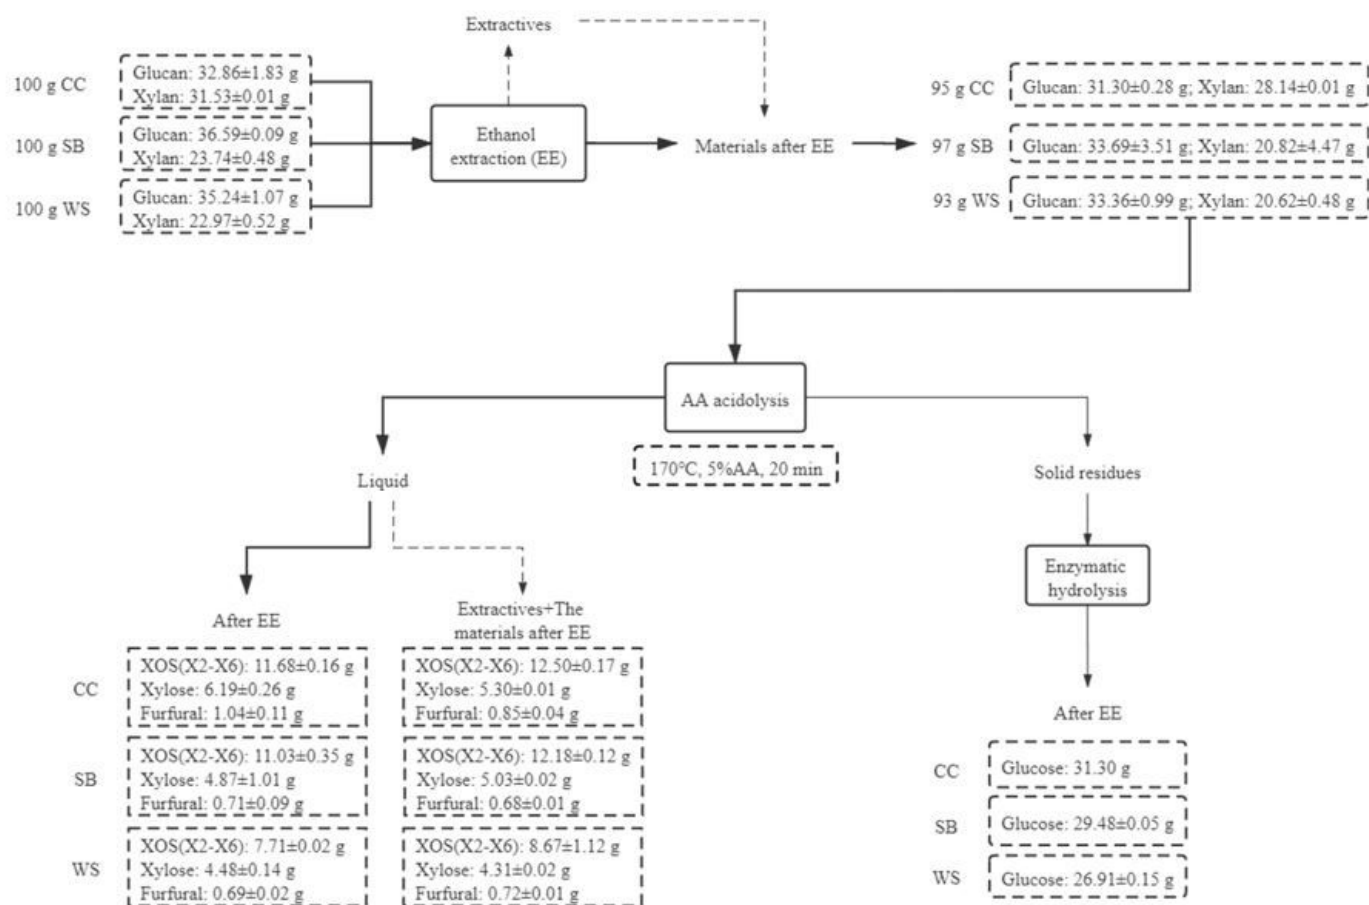 Extractives
100 g CC
Glucan: 32.86±1.83 g
Xylan: 31.53±0.01 g
100 g SB
Glucan: 36.59±0.09 g
Xylan: 23.74±0.48 g
100 g WS
Glucan: 35.24±1.07 g
Xylan: 22.97±0.52 g
Ethanol
extraction (EE)
Materials after EE
95 g CC
Glucan: 31.30±0.28 g; Xylan: 28.14±0.01 g
97 g SB
Glucan: 33.69±3.51 g; Xylan: 20.82±4.47 g
93 g WS
Glucan: 33.36±0.99 g; Xylan: 20.62±0.48 g
AA acidolysis
170°C, 5%AA, 20 min
Liquid
Solid residues
Enzymatic
hydrolysis
After EE
Extractives+The
materials after EE
CC
XOS(X2-X6): 11.68±0.16 g
Xylose: 6.19±0.26 g
Furfural: 1.04±0.11 g
XOS(X2-X6): 12.50±0.17 g
Xylose: 5.30±0.01 g
Furfural: 0.85±0.04 g
SB
XOS(X2-X6): 11.03±0.35 g
Xylose: 4.87±1.01 g
Furfural: 0.71±0.09 g
XOS(X2-X6): 12.18±0.12 g
Xylose: 5.03±0.02 g
Furfural: 0.68±0.01 g
WS
XOS(X2-X6): 7.71±0.02 g
Xylose: 4.48±0.14 g
Furfural: 0.69±0.02 g
XOS(X2-X6): 8.67±1.12 g
Xylose: 4.31±0.02 g
Furfural: 0.72±0.01 g
After EE
CC
Glucose: 31.30 g
SB
Glucose: 29.48±0.05 g
WS
Glucose: 26.91±0.15 g